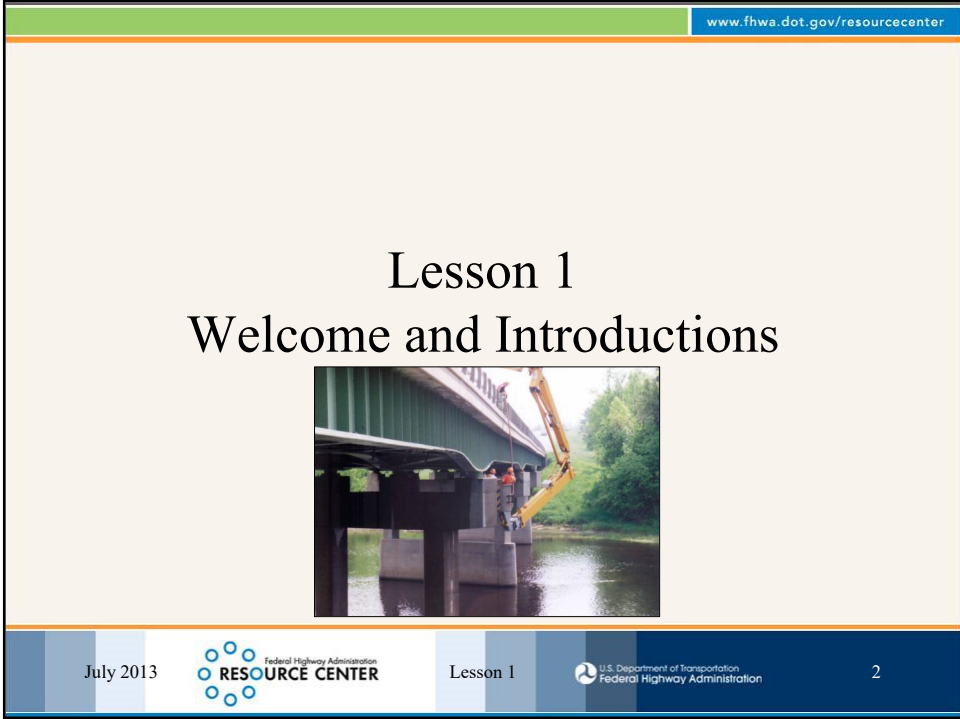 www.fhwa.dot.gov/resourcecenter
Lesson 1
Welcome and Introductions
July 2013
Federal Highway Administration
RESOURCE CENTER
Lesson 1
U.S. Department of Transportation
Federal Highway Administration
2